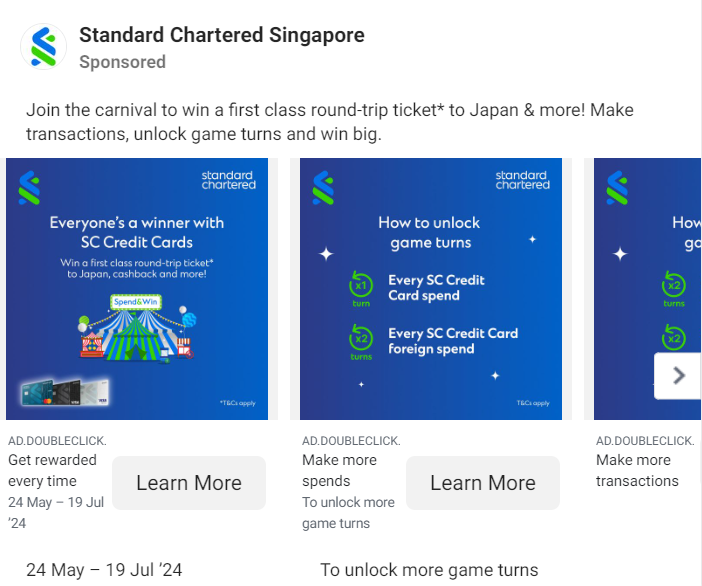 Standard Chartered Singapore
Sponsored
Join the carnival to win a first class round-trip ticket* to Japan & more! Make
transactions, unlock game turns and win big.
standard
chartered
Everyone's a winner with
SC Credit Cards
Win a first class round-trip ticket*
to Japan, cashback and more!
Spend&Win
VISA
*T&Cs apply
standard
chartered
How to unlock
game turns
x1
turn
Every SC Credit
Card spend
x2
turns
Every SC Credit Card
foreign spend
T&Cs apply
How
ga
x2
turns
x2
AD.DOUBLECLICK.
Get rewarded
every time
24 May – 19 Jul
'24
Learn More
AD.DOUBLECLICK.
Make more
spends
To unlock more
game turns
Learn More
AD.DOUBLECLICK.
Make more
transactions
24 May – 19 Jul '24
To unlock more game turns